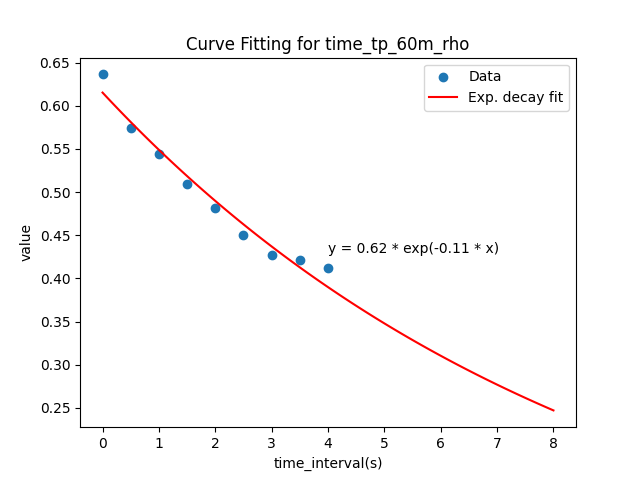 Curve Fitting for time_tp_60m_rho
Data
Exp. decay fit
value
0.65
0.60
0.55
0.50
0.45
0.40
0.35
0.30
0.25
y = 0.62 * exp(-0.11 * x)
0 1 2 3 4 5 6 7 8
time_interval(s)